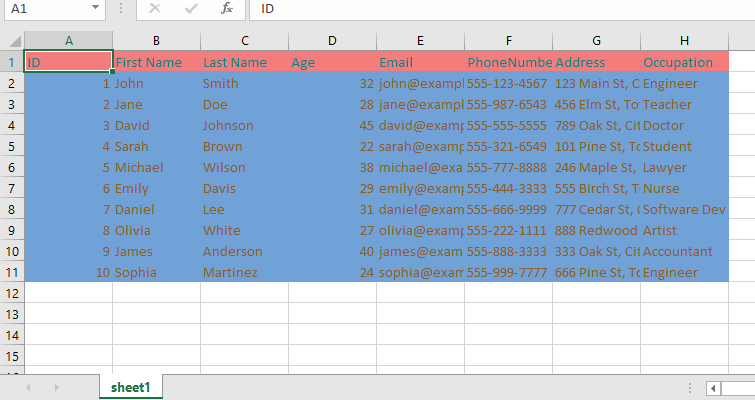 A1 fx ID
A B C D E F G H
1 ID First Name Last Name Age Email PhoneNumbe Address Occupation
2 1 John Smith 32 john@exampl 555-123-4567 123 Main St, C Engineer
3 2 Jane Doe 28 jane@exampl 555-987-6543 456 Elm St, To Teacher
4 3 David Johnson 45 david@examp 555-555-5555 789 Oak St, Cit Doctor
5 4 Sarah Brown 22 sarah@examp 555-321-6549 101 Pine St, To Student
6 5 Michael Wilson 38 michael@exa 555-777-8888 246 Maple St, Lawyer
7 6 Emily Davis 29 emily@examp 555-444-3333 555 Birch St, T Nurse
8 7 Daniel Lee 31 daniel@exam 555-666-9999 777 Cedar St, Software Dev
9 8 Olivia White 27 olivia@examp 555-222-1111 888 Redwood Artist
10 9 James Anderson 40 james@exam 555-888-3333 333 Oak St, Cit Accountant
11 10 Sophia Martinez 24 sophia@exam 555-999-7777 666 Pine St, To Engineer
12
13
14
15
sheet1